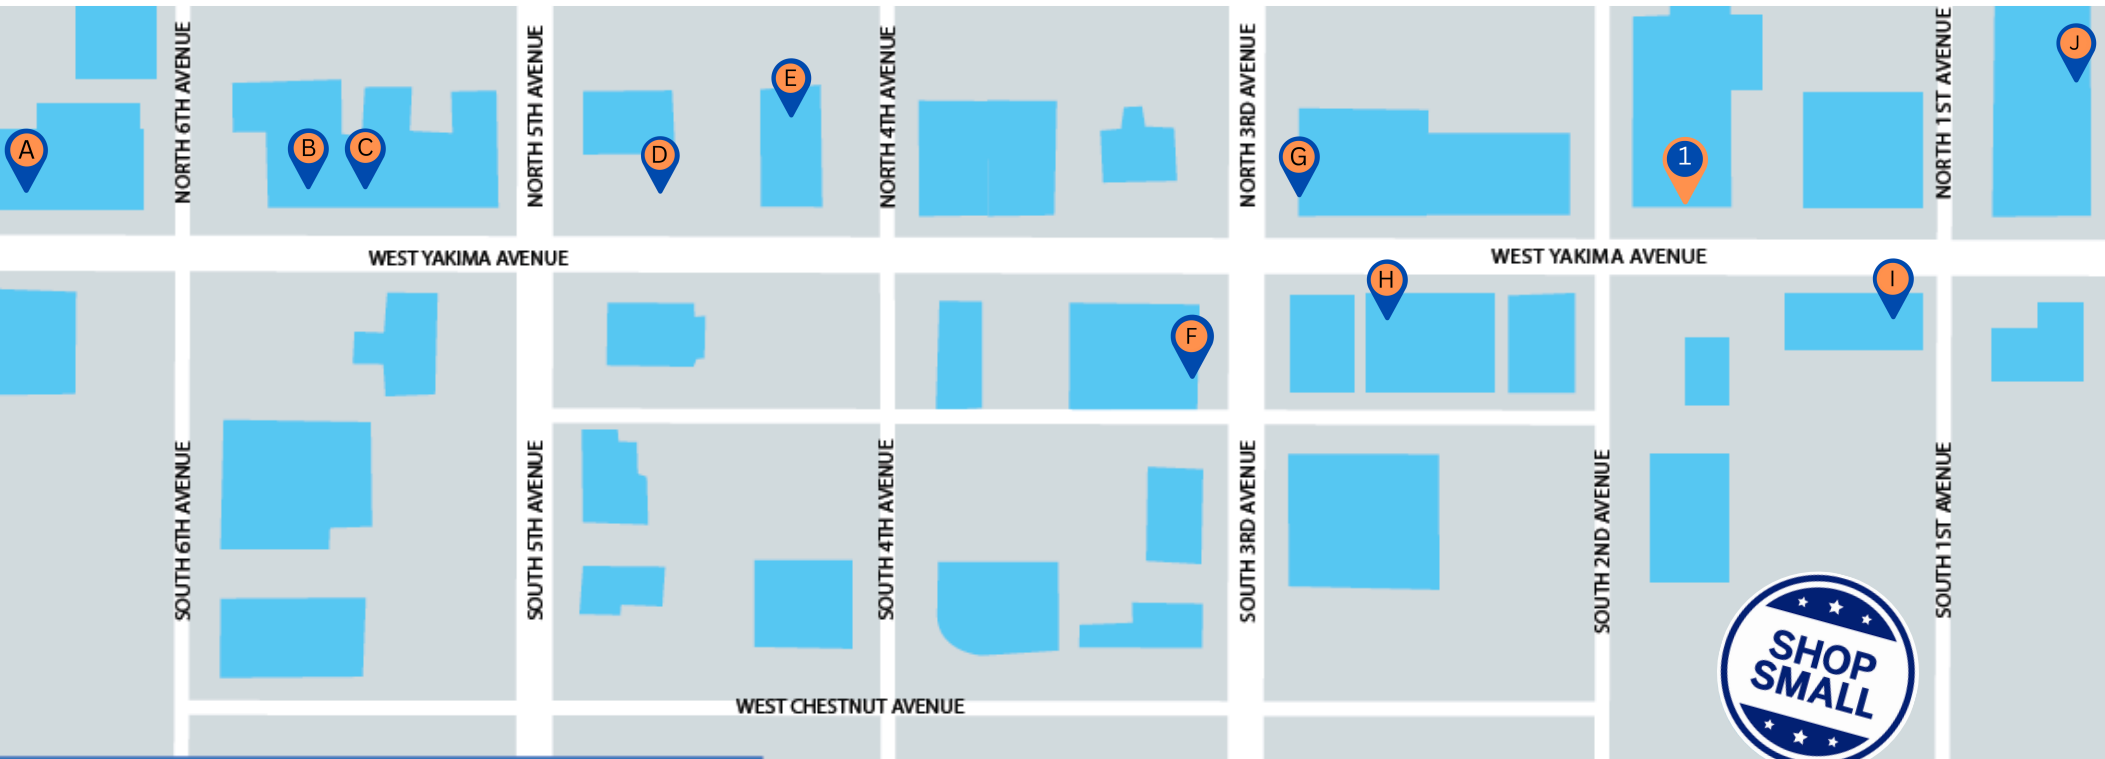 NORTH 6TH AVENUE
NORTH 5TH AVENUE
NORTH 4TH AVENUE
NORTH 3RD AVENUE
NORTH 1ST AVENUE
A
B
C
D
E
G
1
J
WEST YAKIMA AVENUE
WEST YAKIMA AVENUE
F
H
I
SOUTH 6TH AVENUE
SOUTH 5TH AVENUE
SOUTH 4TH AVENUE
SOUTH 3RD AVENUE
SOUTH 2ND AVENUE
SOUTH 1ST AVENUE
SHOP
SMALL
WEST CHESTNUT AVENUE